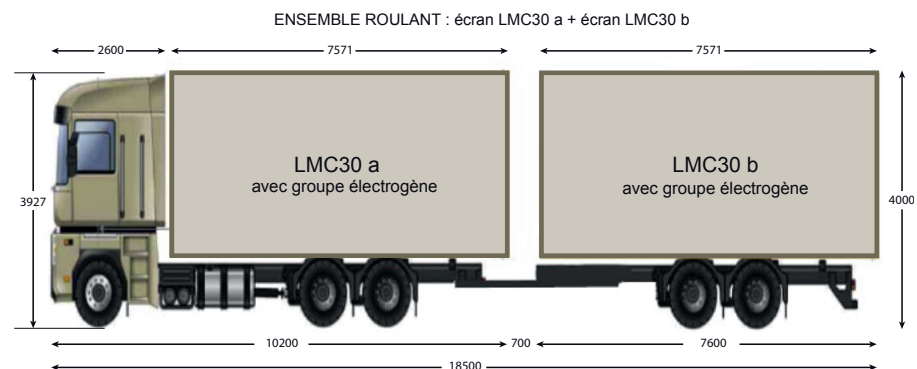 ENSEMBLE ROULANT : écran LMC30 a + écran LMC30 b
2600
7571
7571
LMC30 a
avec groupe électrogène
LMC30 b
avec groupe électrogène
3927
4000
10200
700
7600
18500